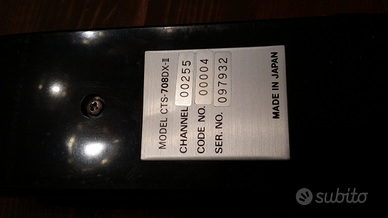 MODEL CTS-708DX-II
CHANNEL 00255
CODE NO. 00004
SER. NO. 097932
MADE IN JAPAN
subito